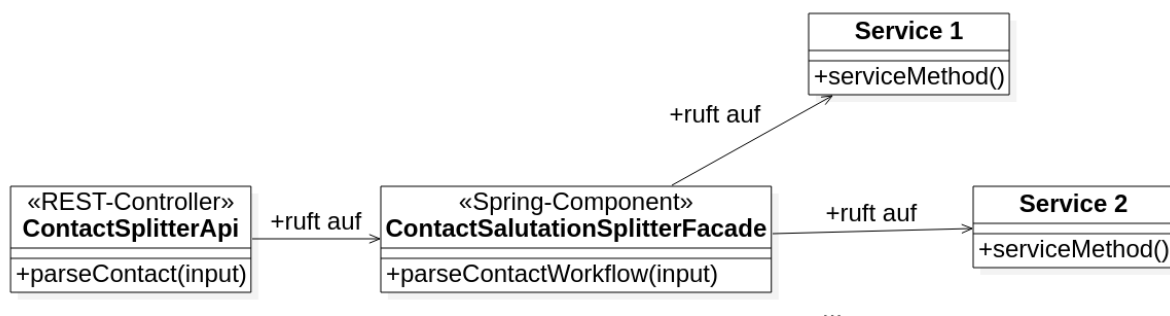 Service 1
+serviceMethod()
+ruft auf
«REST-Controller»
ContactSplitterApi
+parseContact(input)
+ruft auf
«Spring-Component»
ContactSalutationSplitterFacade
+parseContactWorkflow(input)
+ruft auf
Service 2
+serviceMethod()
...